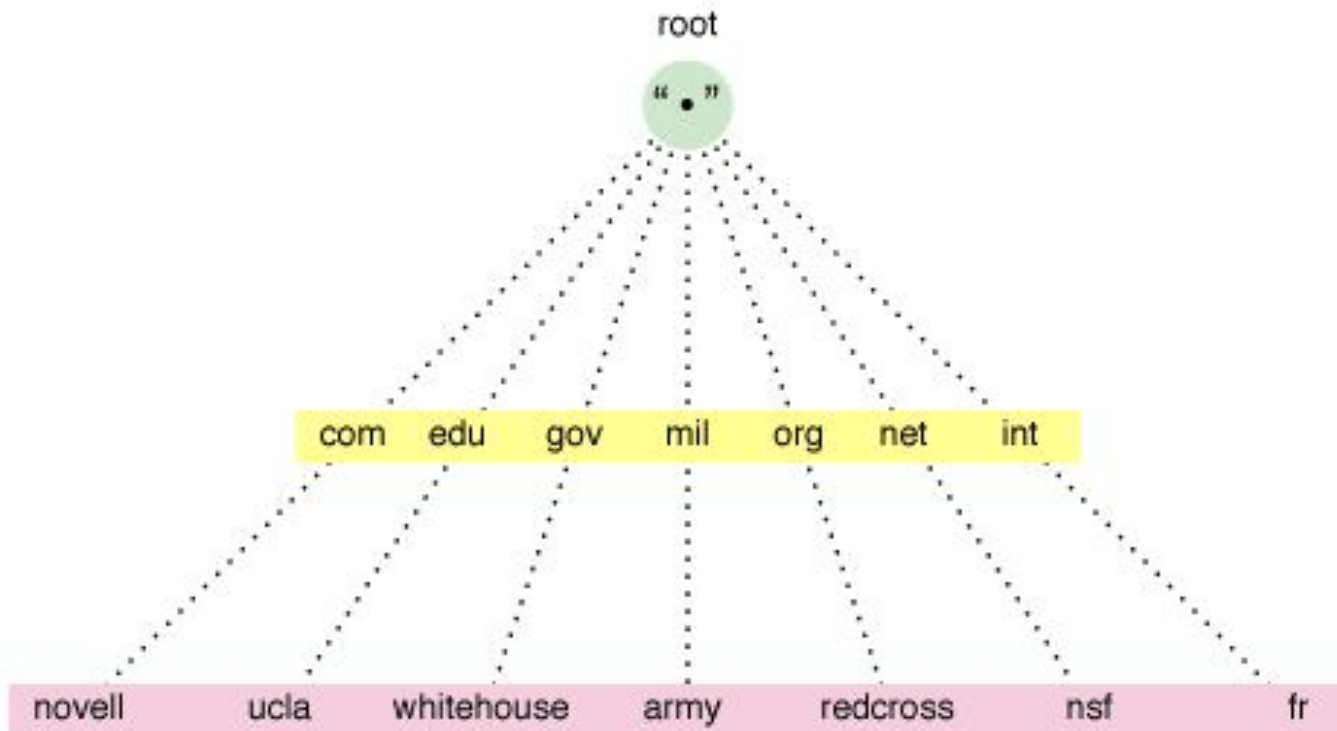 root
“ • ”
com edu gov mil org net int
novell ucla whitehouse army redcross nsf fr